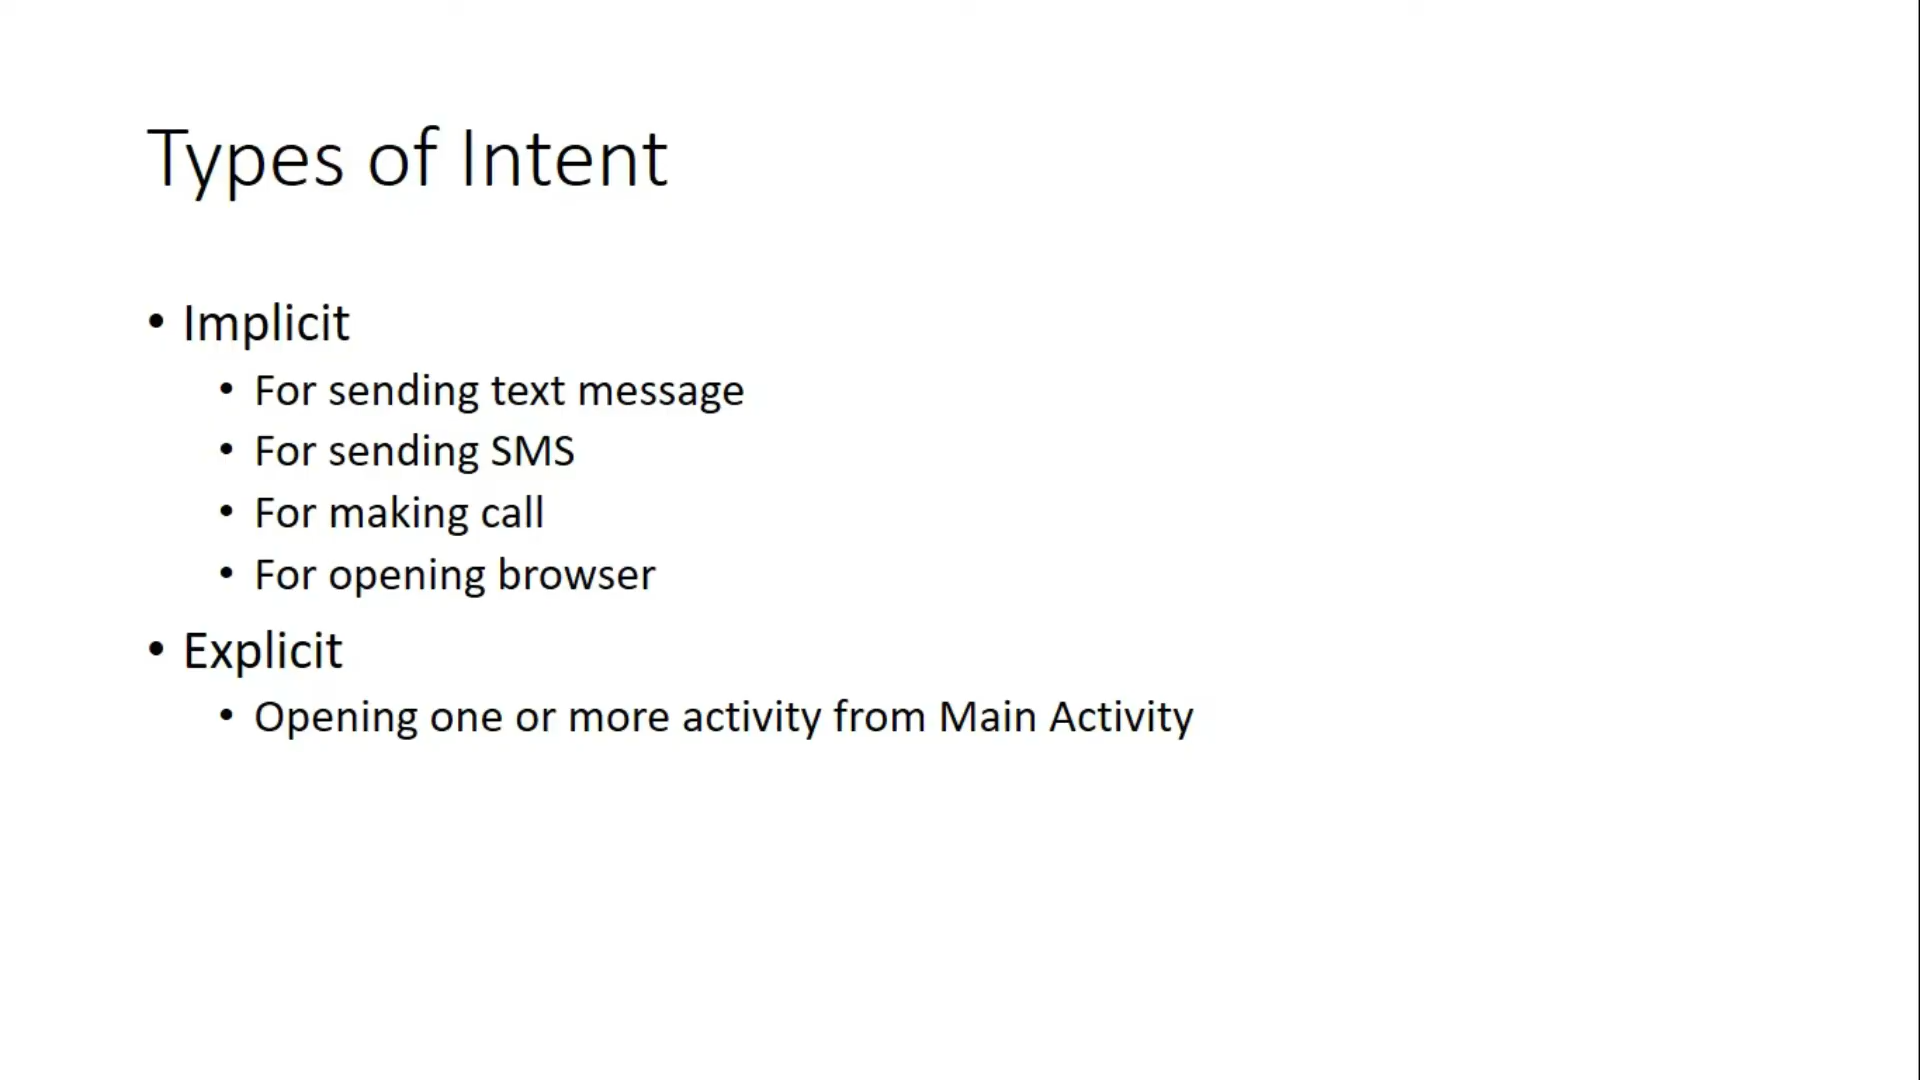 Types of Intent
• Implicit
• For sending text message
• For sending SMS
• For making call
• For opening browser
• Explicit
• Opening one or more activity from Main Activity